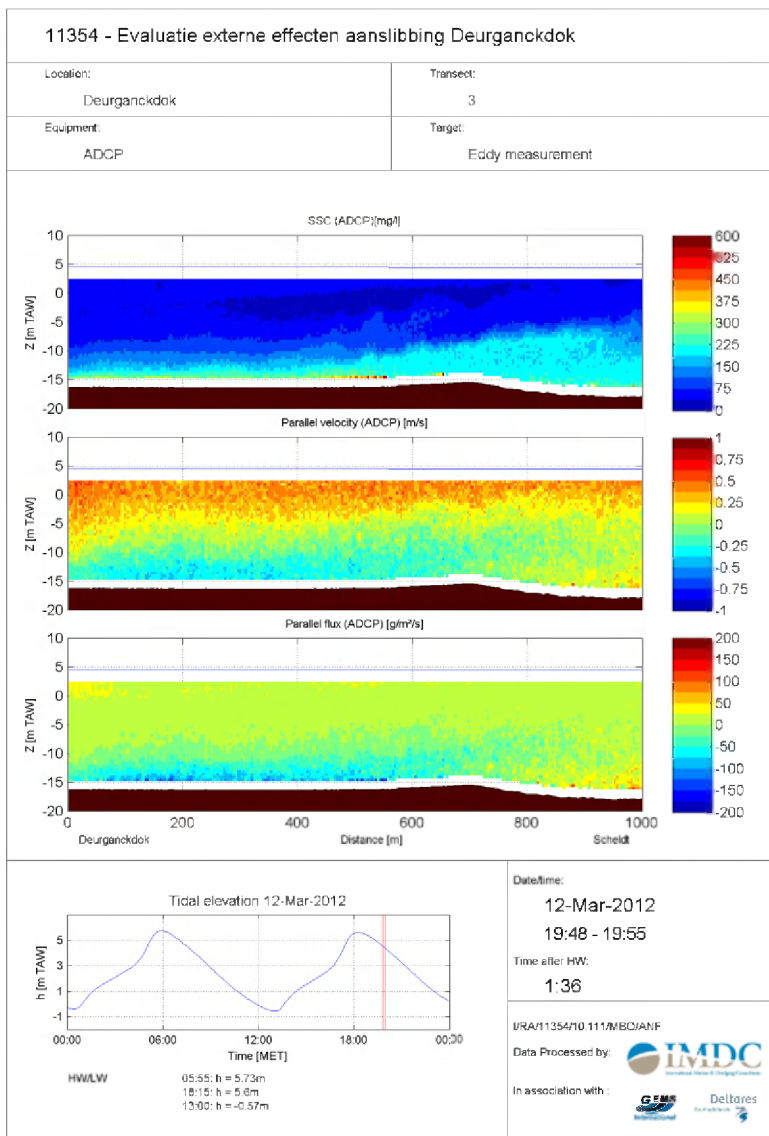 11354 - Evaluatie externe effecten aanslibbing Deurganckdok
Location:
Deurganckdok
Transect:
3
Equipment:
ADCP
Target:
Eddy measurement
SSC (ADCP)[mg/l]
10
5
0
-5
-10
-15
-20
Z [m TAW]
600
525
450
375
300
225
150
75
0
Parallel velocity (ADCP) [m/s]
10
5
0
-5
-10
-15
-20
Z [m TAW]
1
0.75
0.5
0.25
0
-0.25
-0.5
-0.75
-1
Parallel flux (ADCP) [g/m²/s]
10
5
0
-5
-10
-15
-20
Z [m TAW]
200
150
100
50
0
-50
-100
-150
-200
0 200 400 600 800 1000
Deurganckdok Distance [m] Scheldt
Tidal elevation 12-Mar-2012
h [m TAW]
5
3
1
-1
00:00 06:00 12:00 18:00 00:00
Time [MET]
HW/LW
05:55: h = 5.73m
18:15: h = 5.6m
13:00: h = -0.57m
Date/time:
12-Mar-2012
19:48 - 19:55
Time after HW:
1:36
I/RA/11354/10.111/MBO/ANF
Data Processed by:
IMDC
International Marine & Dredging Consultants
In association with :
GEMS
International
Deltares